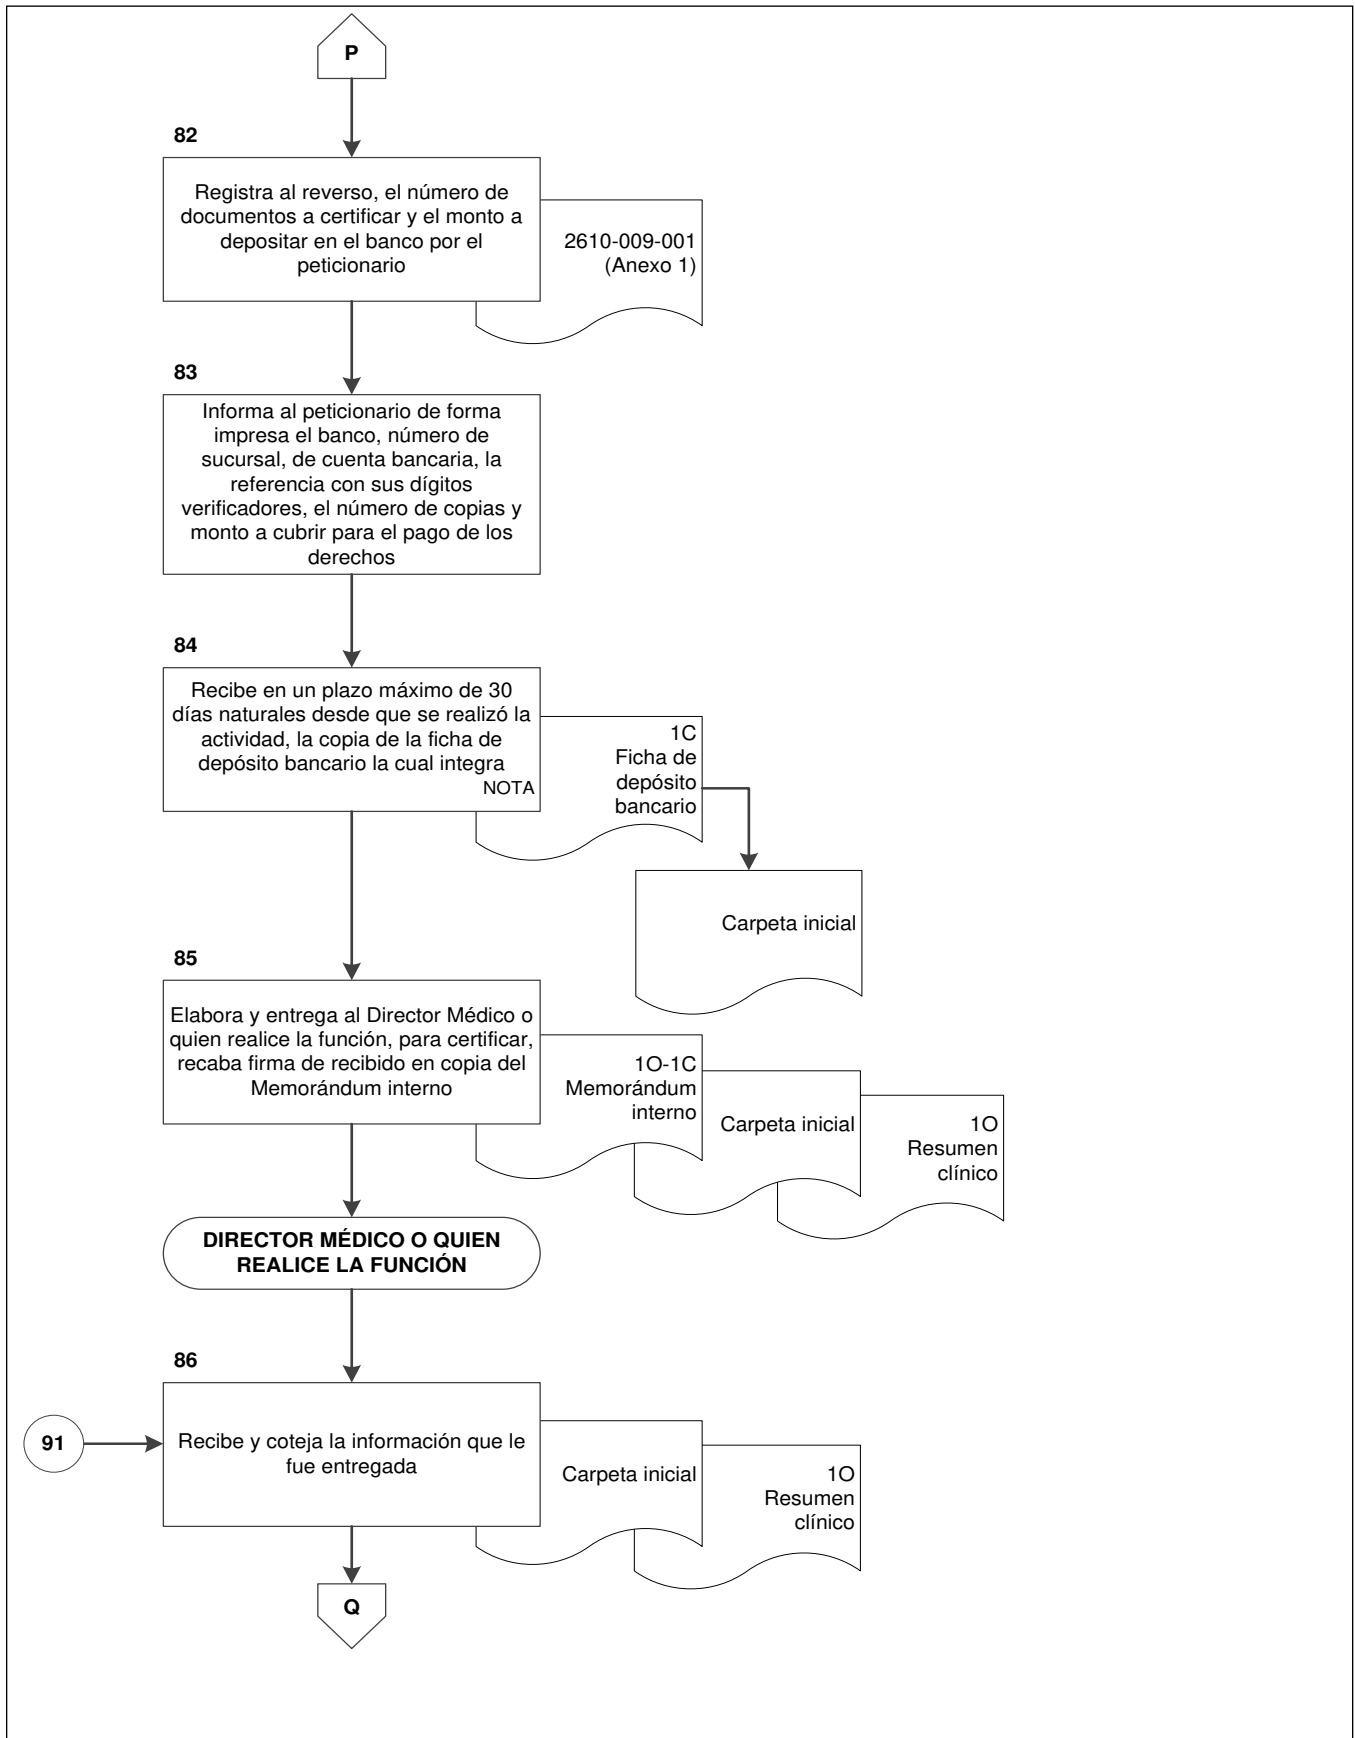 P
82
Registra al reverso, el número de
documentos a certificar y el monto a
depositar en el banco por el
peticionario
2610-009-001
(Anexo 1)
83
Informa al peticionario de forma
impresa el banco, número de
sucursal, de cuenta bancaria, la
referencia con sus dígitos
verificadores, el número de copias y
monto a cubrir para el pago de los
derechos
84
Recibe en un plazo máximo de 30
días naturales desde que se realizó la
actividad, la copia de la ficha de
depósito bancario la cual integra
NOTA
1C
Ficha de
depósito
bancario
Carpeta inicial
85
Elabora y entrega al Director Médico o
quien realice la función, para certificar,
recaba firma de recibido en copia del
Memorándum interno
1O-1C
Memorándum
interno
Carpeta inicial
1O
Resumen
clínico
DIRECTOR MÉDICO O QUIEN
REALICE LA FUNCIÓN
86
91
Recibe y coteja la información que le
fue entregada
Carpeta inicial
1O
Resumen
clínico
Q